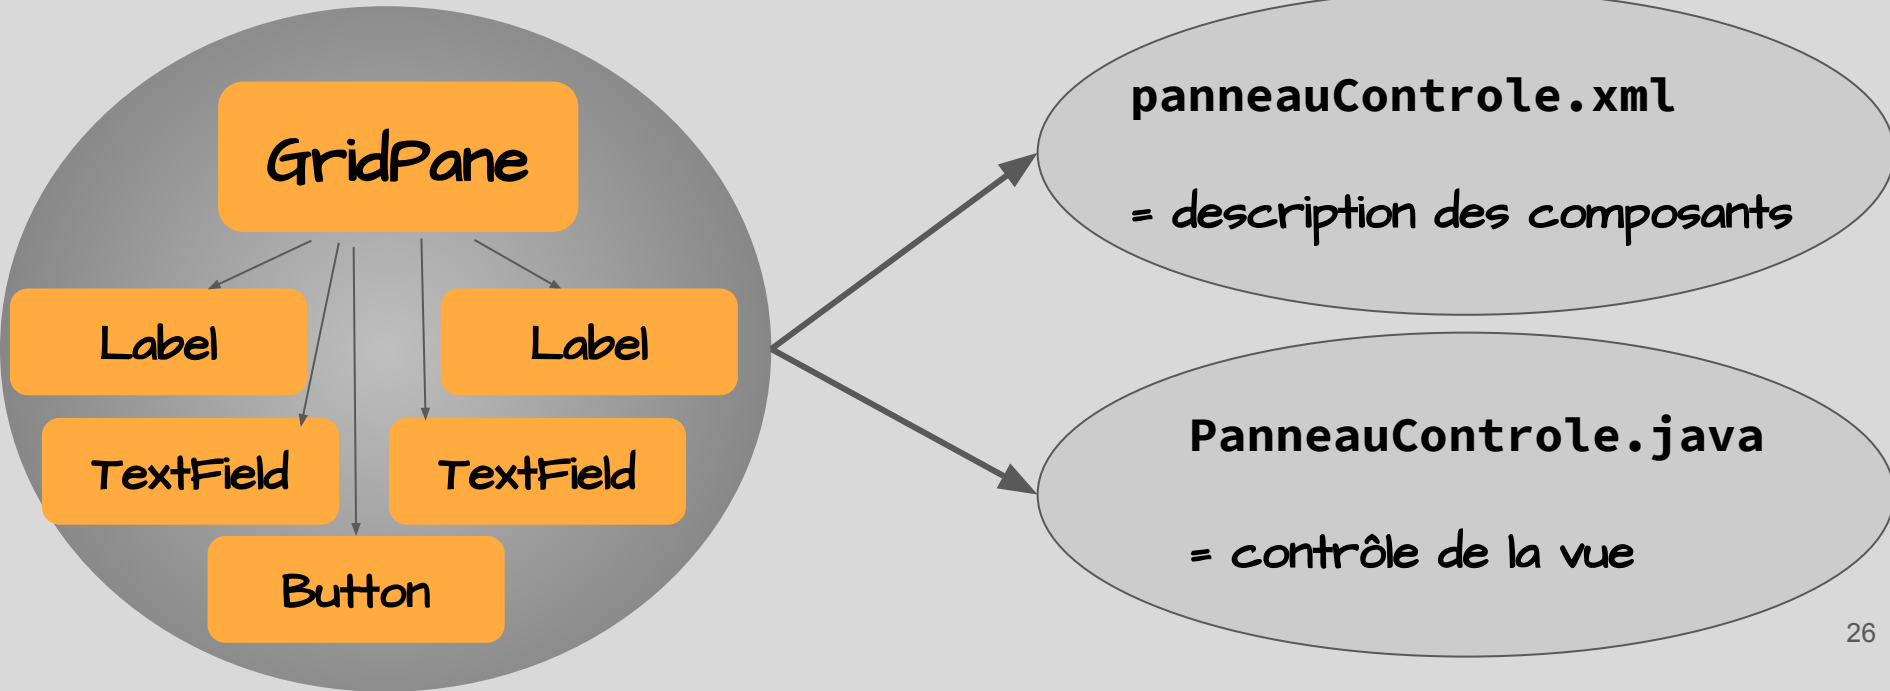 GridPane
Label
Label
TextField
TextField
Button
panneauControle.xml
= description des composants
PanneauControle.java
= contrôle de la vue
26